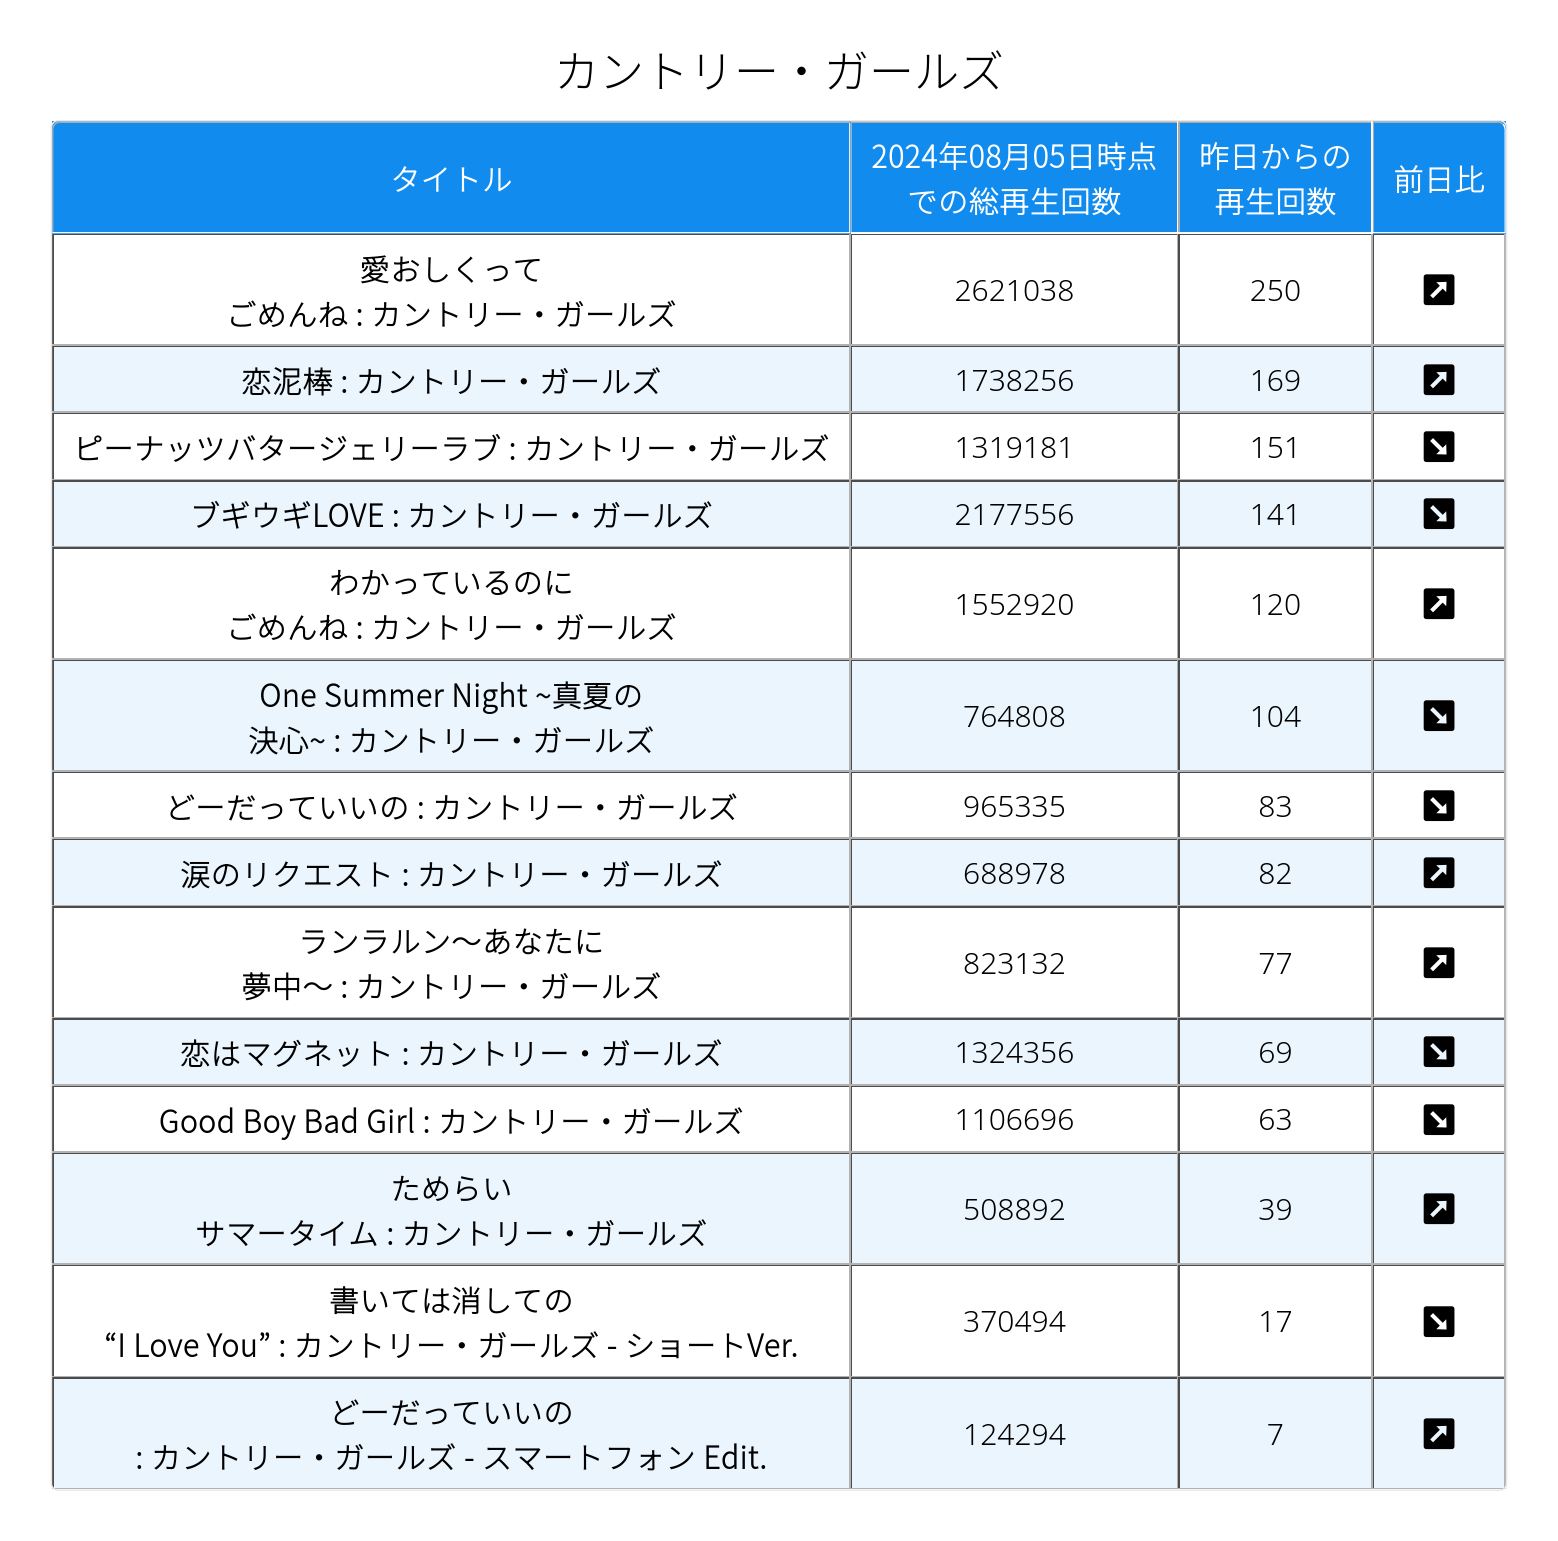 カントリー・ガールズ
タイトル
2024年08月05日時点
での総再生回数
昨日からの
再生回数
前日比
愛おしくって
ごめんね : カントリー・ガールズ
2621038
250
恋泥棒 : カントリー・ガールズ
1738256
169
ピーナッツバタージェリーラブ : カントリー・ガールズ
1319181
151
ブギウギLOVE : カントリー・ガールズ
2177556
141
わかっているのに
ごめんね : カントリー・ガールズ
1552920
120
One Summer Night ~真夏の
決心~ : カントリー・ガールズ
764808
104
どーだっていいの : カントリー・ガールズ
965335
83
涙のリクエスト : カントリー・ガールズ
688978
82
ランラルン〜あなたに
夢中〜 : カントリー・ガールズ
823132
77
恋はマグネット : カントリー・ガールズ
1324356
69
Good Boy Bad Girl : カントリー・ガールズ
1106696
63
ためらい
サマータイム : カントリー・ガールズ
508892
39
書いては消しての
“I Love You” : カントリー・ガールズ - ショートVer.
370494
17
どーだっていいの
: カントリー・ガールズ - スマートフォン Edit.
124294
7